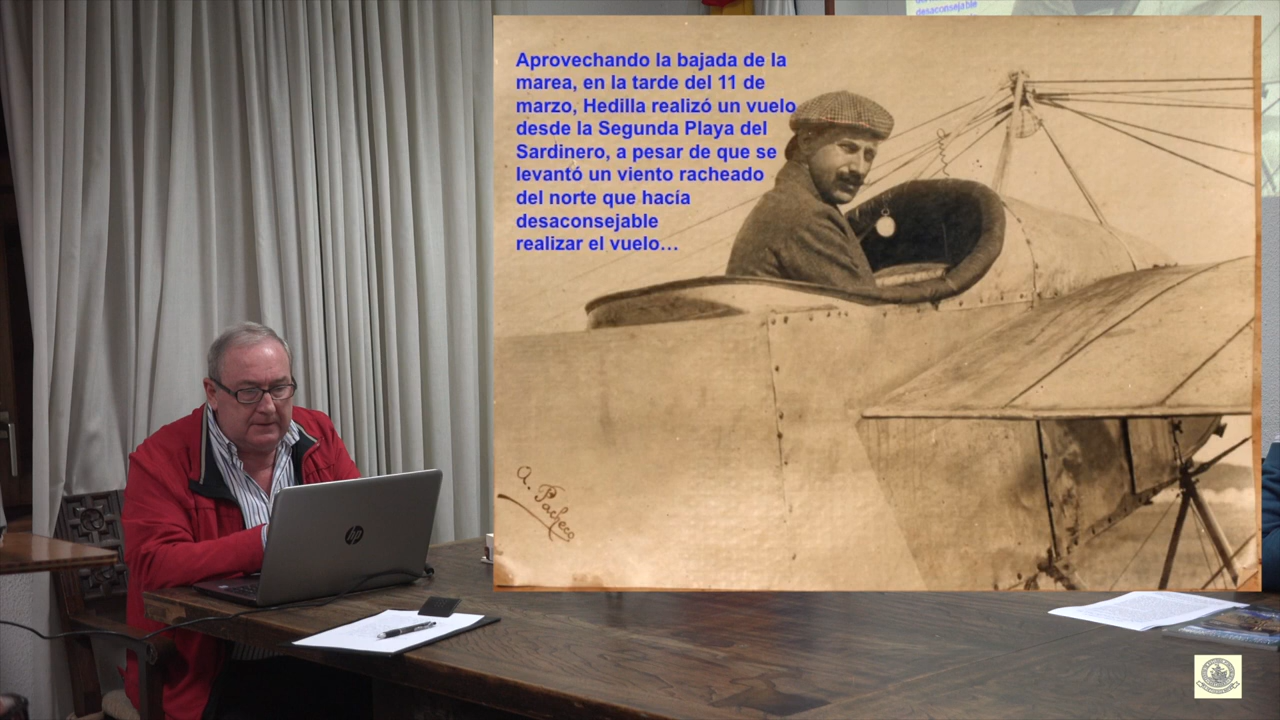 Aprovechando la bajada de la
marea, en la tarde del 11 de
marzo, Hedilla realizó un vuelo
desde la Segunda Playa del
Sardinero, a pesar de que se
levantó un viento racheado
del norte que hacía
desaconsejable
realizar el vuelo…
A. Pacheco
hp
desaconsejable